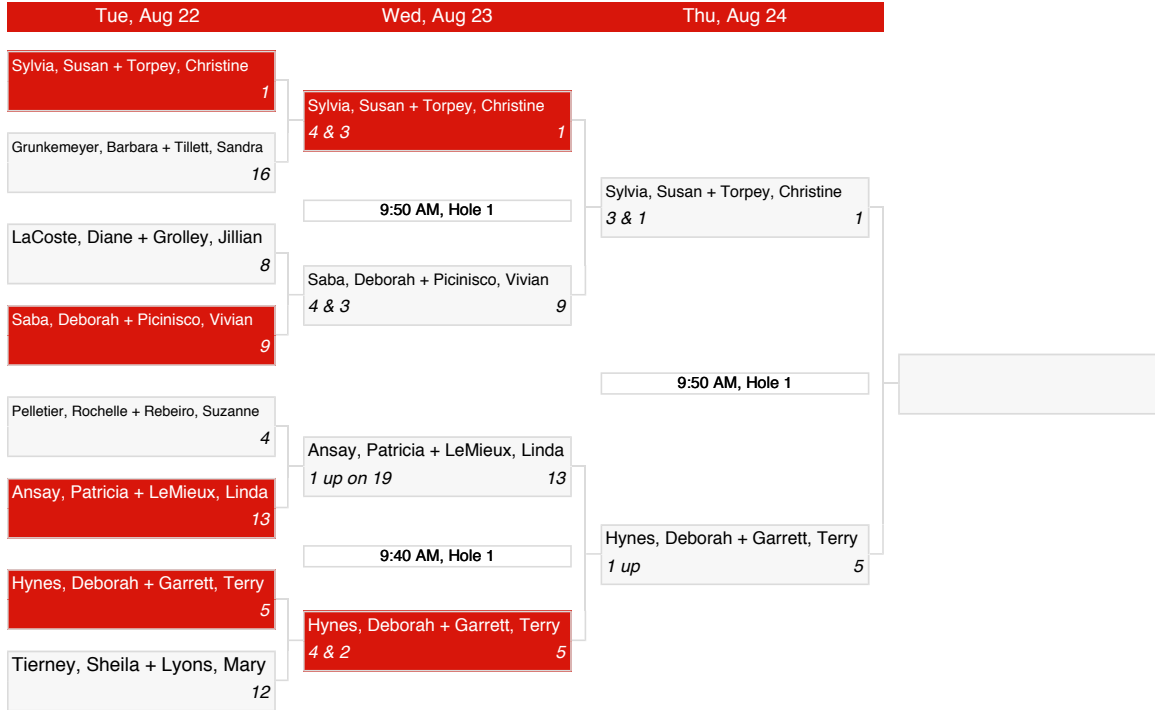 Tue, Aug 22
Wed, Aug 23
Thu, Aug 24
Sylvia, Susan + Torpey, Christine
1
Grunkemeyer, Barbara + Tillett, Sandra
16
LaCoste, Diane + Grolley, Jillian
8
Saba, Deborah + Picinisco, Vivian
9
Pelletier, Rochelle + Rebeiro, Suzanne
4
Ansay, Patricia + LeMieux, Linda
13
Hynes, Deborah + Garrett, Terry
5
Tierney, Sheila + Lyons, Mary
12
Sylvia, Susan + Torpey, Christine
4 & 3 1
9:50 AM, Hole 1
Saba, Deborah + Picinisco, Vivian
4 & 3 9
Ansay, Patricia + LeMieux, Linda
1 up on 19 13
9:40 AM, Hole 1
Hynes, Deborah + Garrett, Terry
4 & 2 5
Sylvia, Susan + Torpey, Christine
3 & 1 1
9:50 AM, Hole 1
Hynes, Deborah + Garrett, Terry
1 up 5